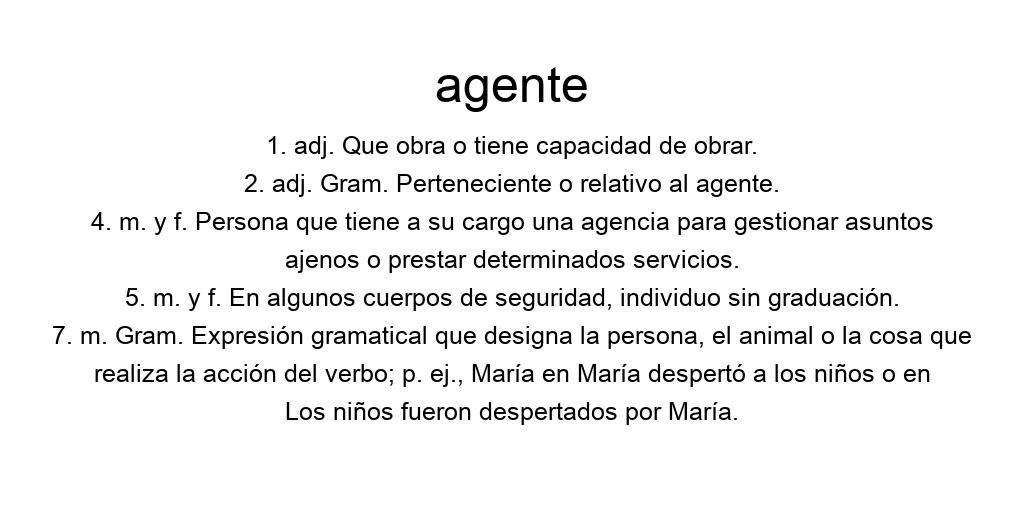 agente
1. adj. Que obra o tiene capacidad de obrar.
2. adj. Gram. Perteneciente o relativo al agente.
4. m. y f. Persona que tiene a su cargo una agencia para gestionar asuntos
ajenos o prestar determinados servicios.
5. m. y f. En algunos cuerpos de seguridad, individuo sin graduación.
7. m. Gram. Expresión gramatical que designa la persona, el animal o la cosa que
realiza la acción del verbo; p. ej., María en María despertó a los niños o en
Los niños fueron despertados por María.